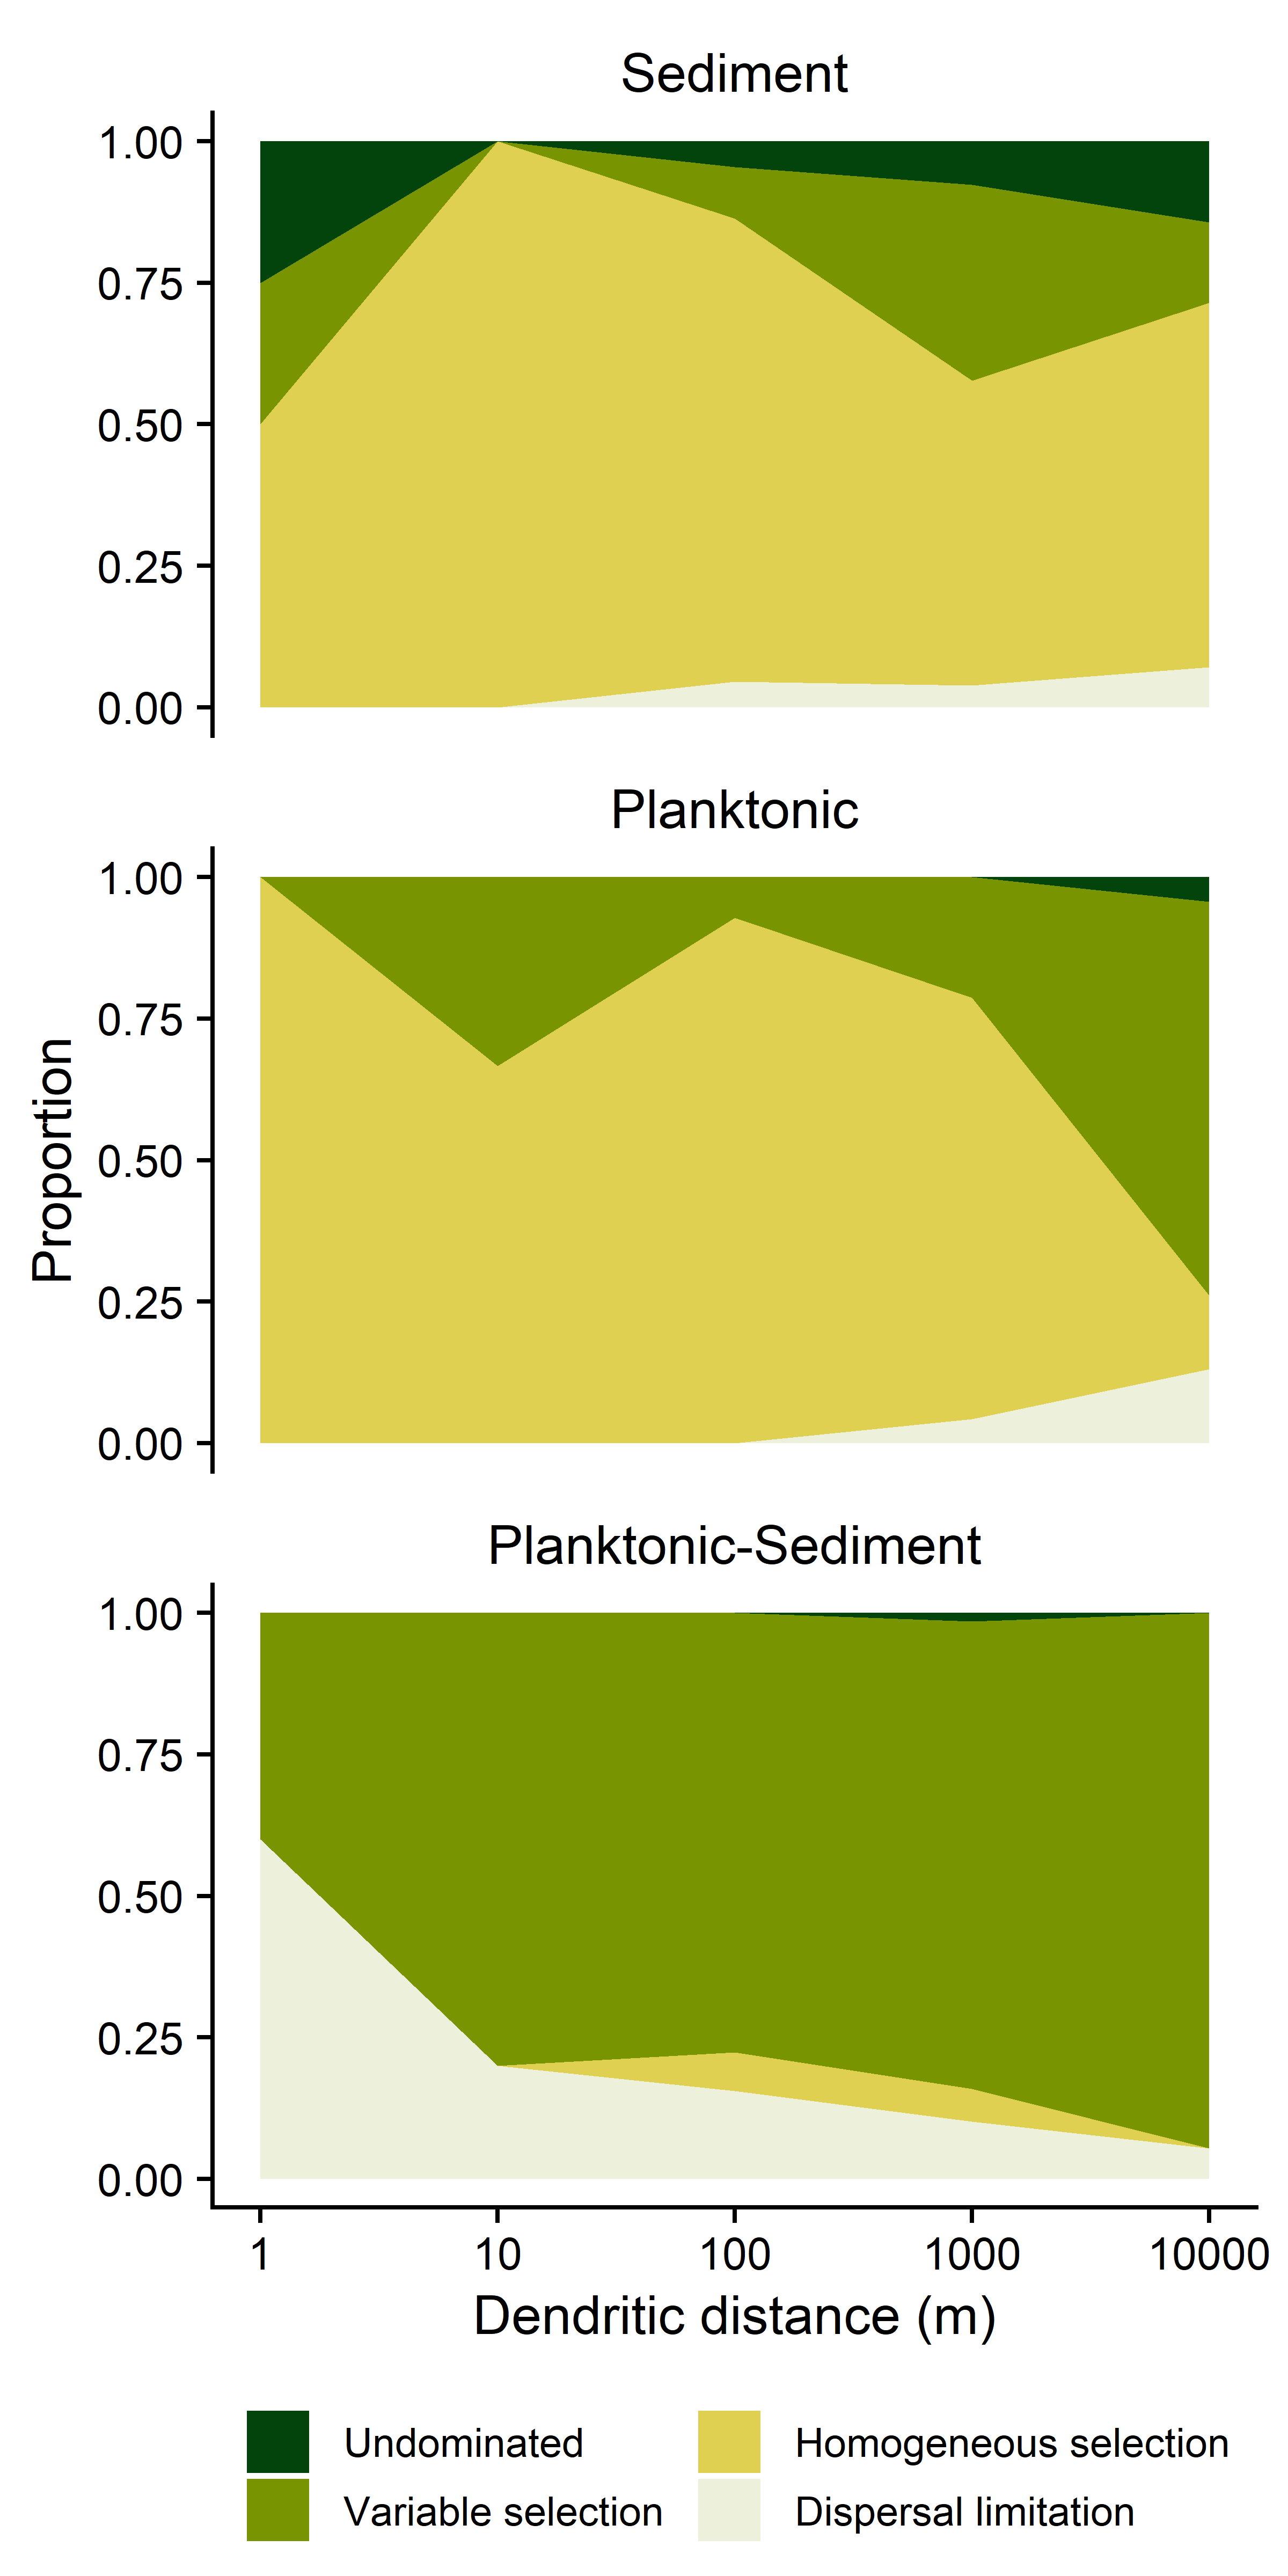 Sediment
1.00
0.75
0.50
0.25
0.00
Planktonic
1.00
0.75
0.50
0.25
0.00
Proportion
Planktonic-Sediment
1.00
0.75
0.50
0.25
0.00
1 10 100 1000 10000
Dendritic distance (m)
Undominated Homogeneous selection
Variable selection Dispersal limitation